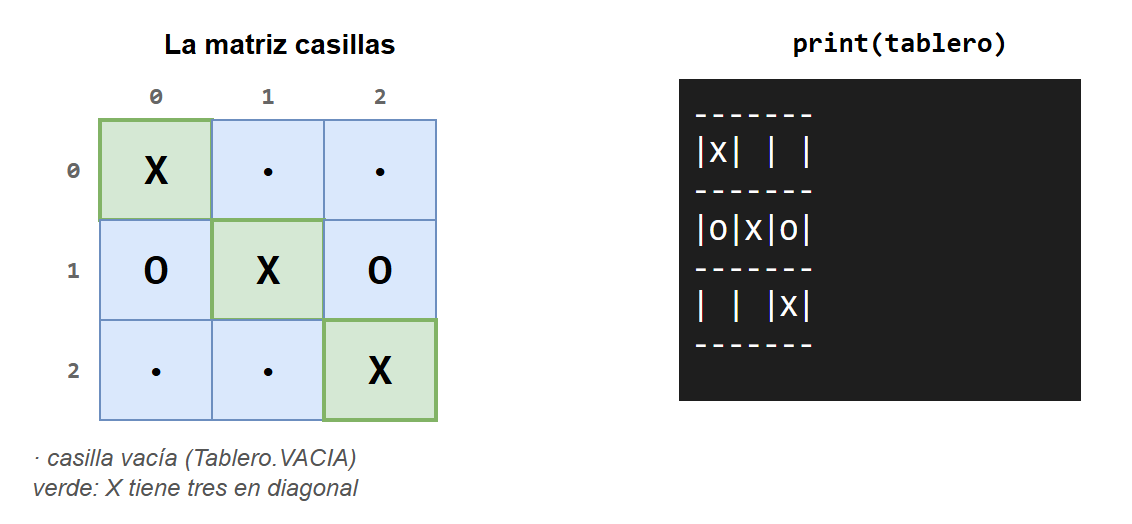 La matriz casillas
0 1 2
0 X · ·
1 O X O
2 · · X
· casilla vacía (Tablero.VACIA)
verde: X tiene tres en diagonal
print(tablero)
-------
|x| | |
-------
|o|x|o|
-------
| | |x|
-------